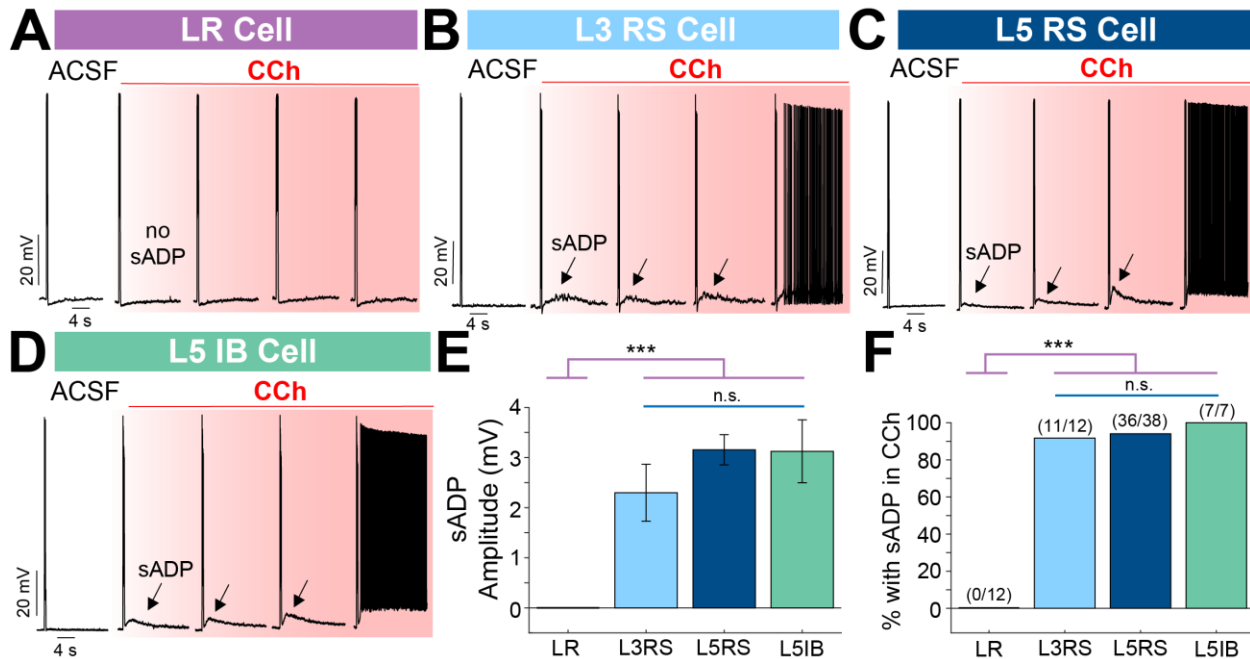 A
LR Cell
ACSF
CCh
no
sADP
20 mV
4 s
B
L3 RS Cell
ACSF
CCh
sADP
20 mV
4 s
C
L5 RS Cell
ACSF
CCh
sADP
20 mV
4 s
D
L5 IB Cell
ACSF
CCh
sADP
20 mV
4 s
E
***
n.s.
sADP
Amplitude (mV)
4
3
2
1
0
LR L3RS L5RS L5IB
F
***
n.s.
% with sADP in CCh
100
80
60
40
20
0
(0/12) (11/12) (36/38) (7/7)
LR L3RS L5RS L5IB